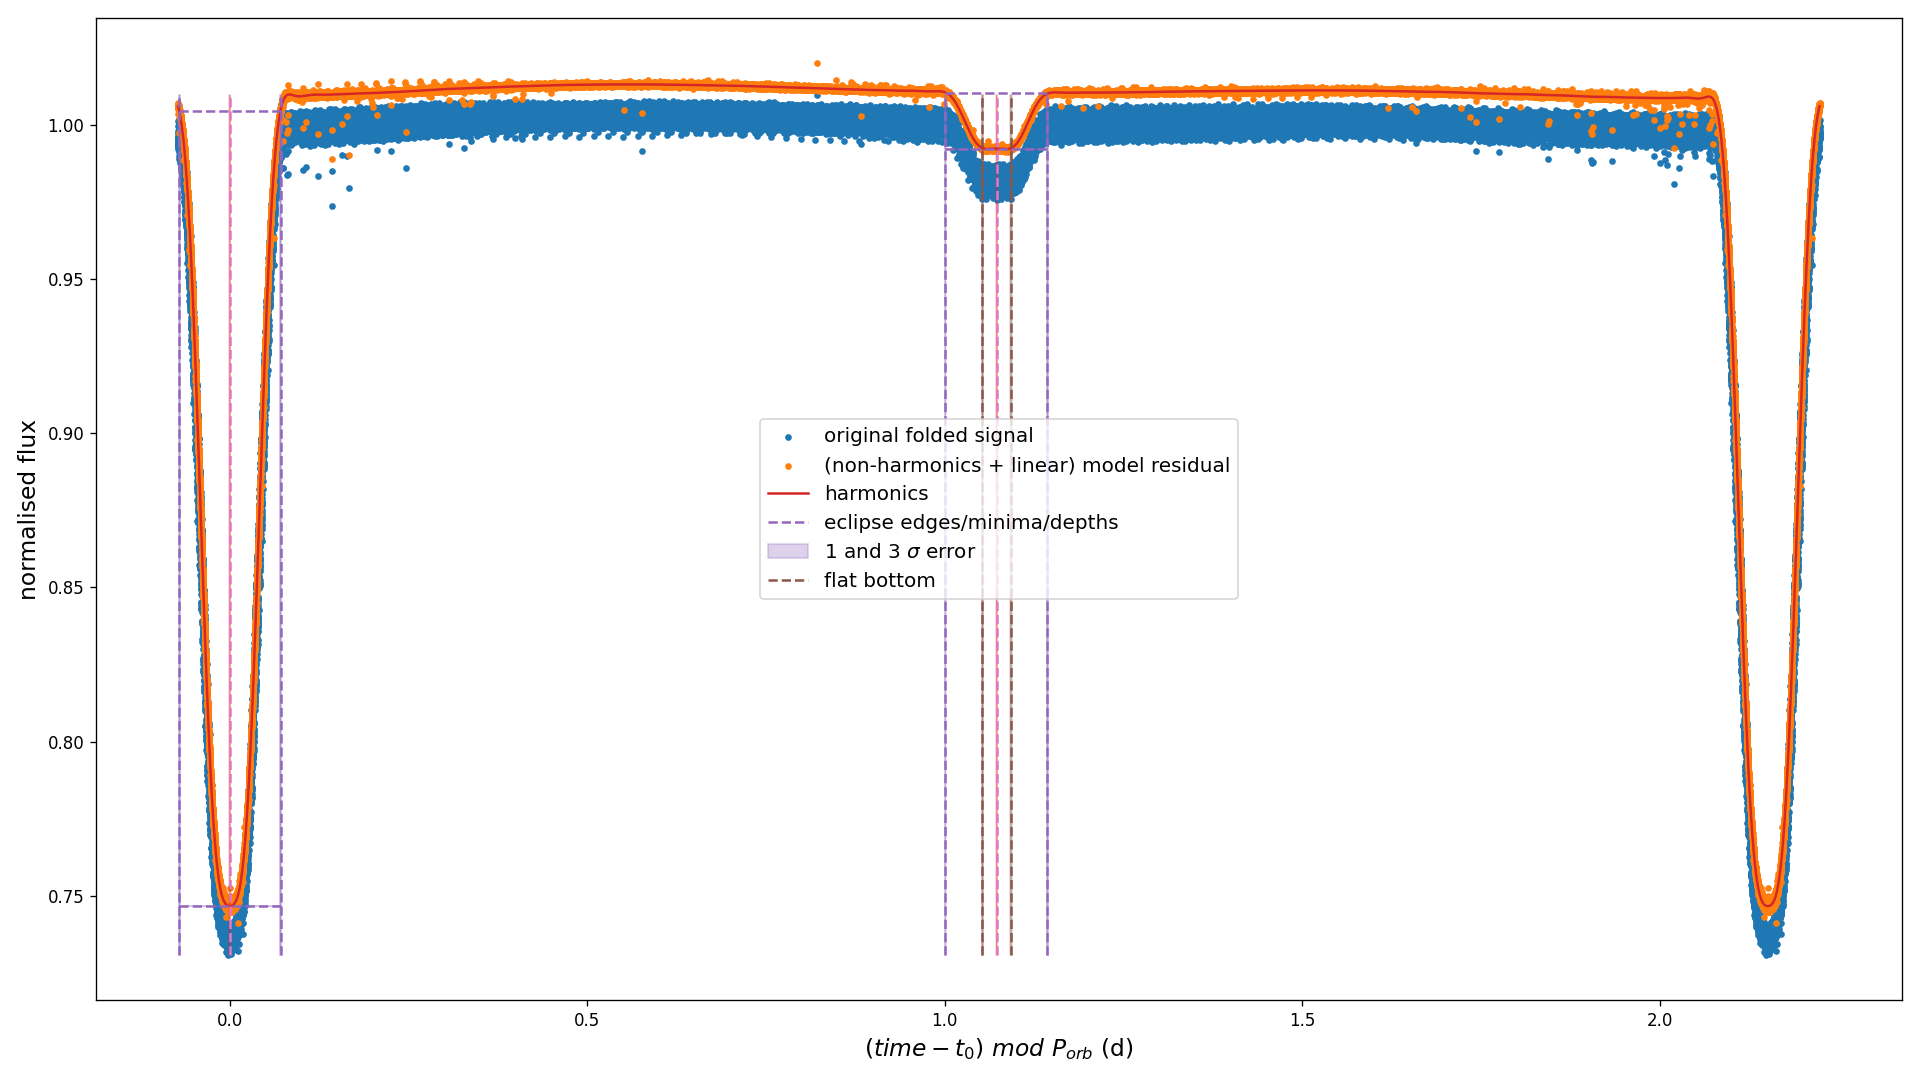 normalised flux
1.00
0.95
0.90
0.85
0.80
0.75
original folded signal
(non-harmonics + linear) model residual
harmonics
eclipse edges/minima/depths
1 and 3 σ error
flat bottom
0.0 0.5 1.0 1.5 2.0
(time − t₀) mod Pₒᵣb (d)